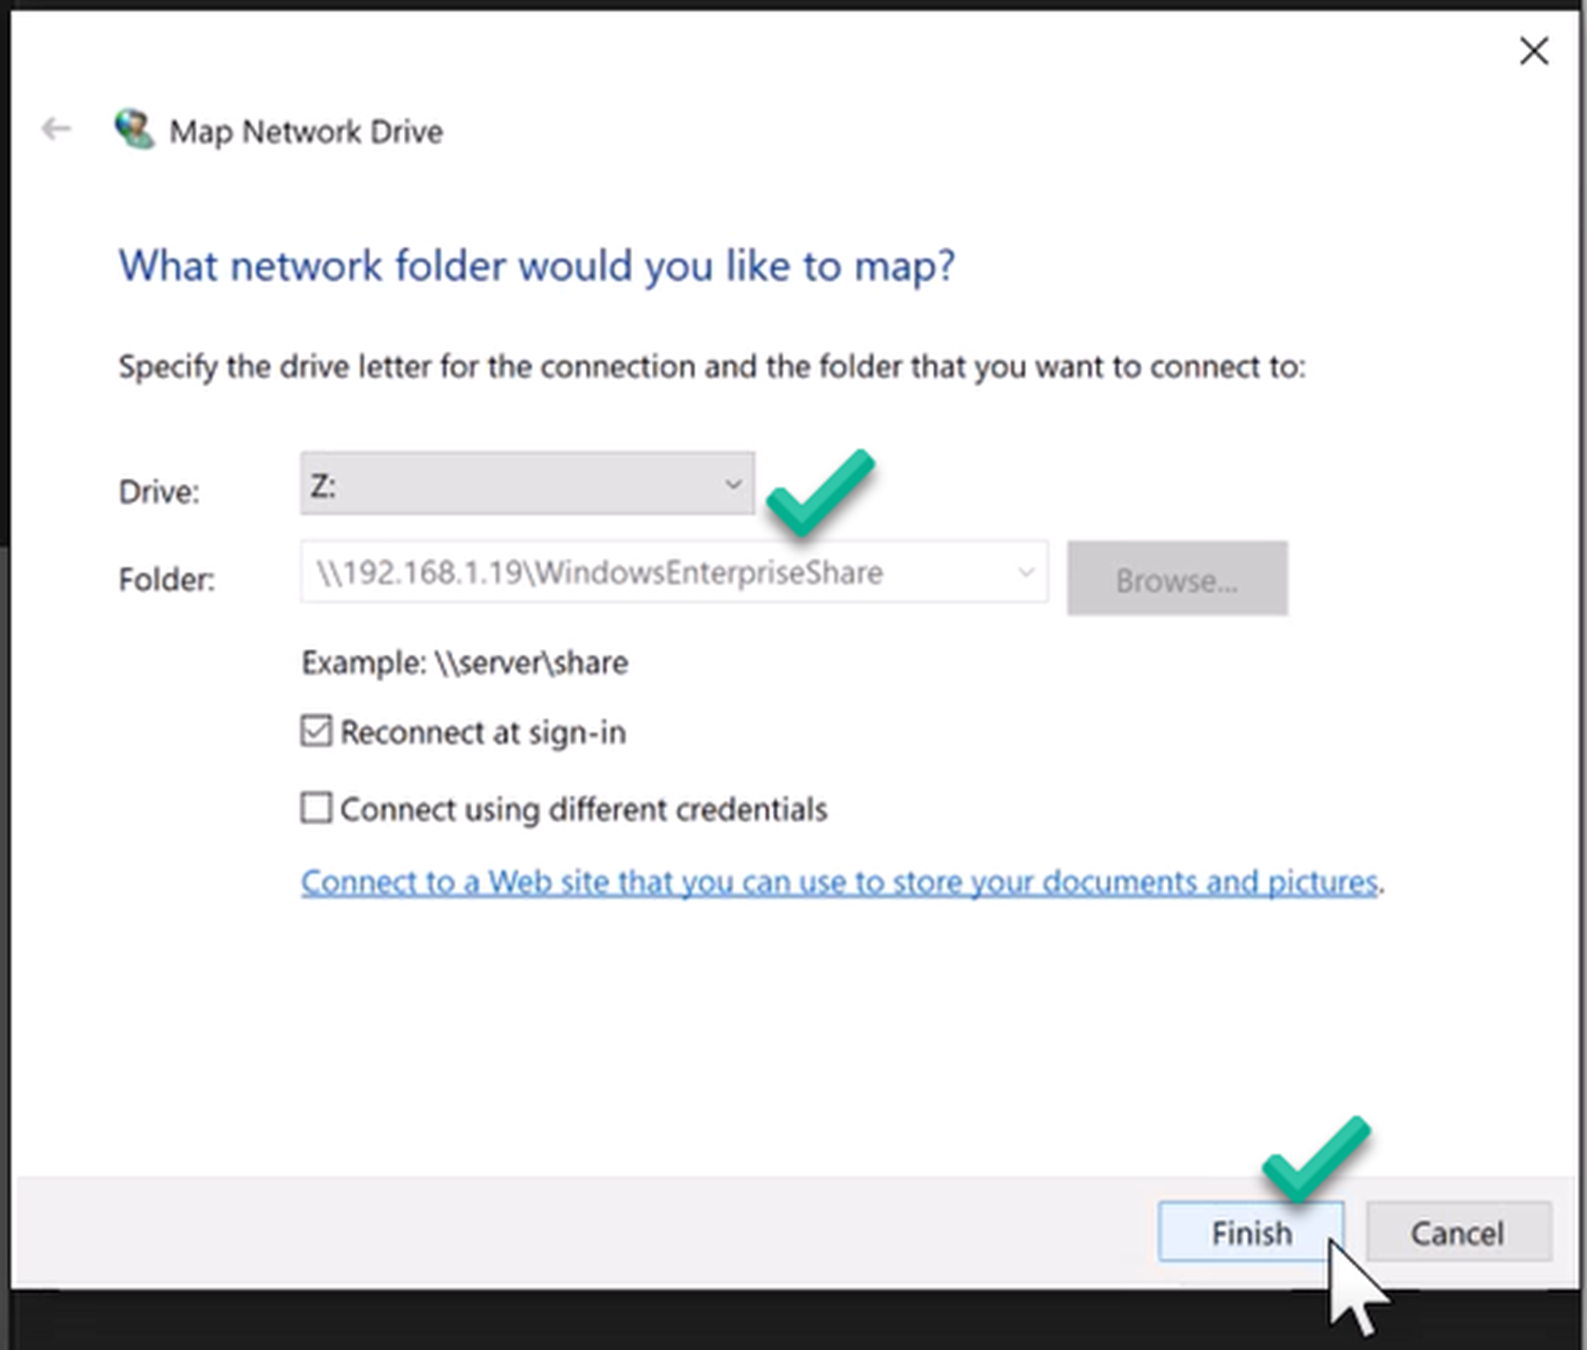 Map Network Drive
What network folder would you like to map?
Specify the drive letter for the connection and the folder that you want to connect to:
Drive: Z:
Folder: \\192.168.1.19\WindowsEnterpriseShare Browse...
Example: \\server\share
Reconnect at sign-in
Connect using different credentials
Connect to a Web site that you can use to store your documents and pictures.
Finish Cancel